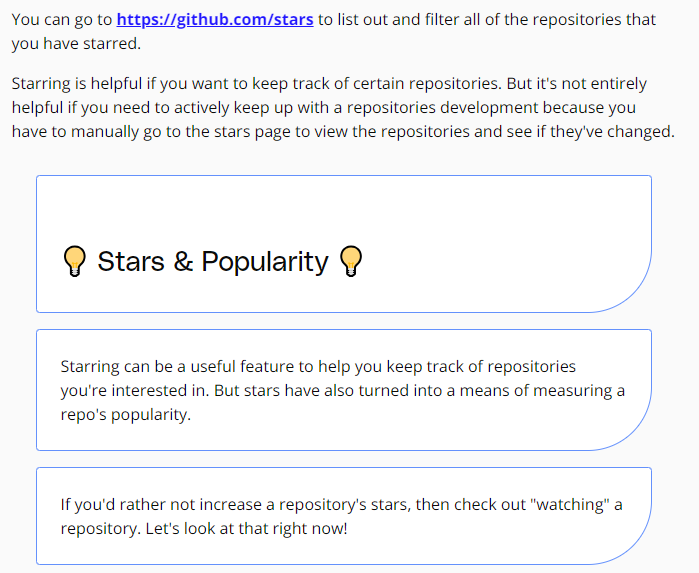 You can go to https://github.com/stars to list out and filter all of the repositories that
you have starred.
Starring is helpful if you want to keep track of certain repositories. But it's not entirely
helpful if you need to actively keep up with a repositories development because you
have to manually go to the stars page to view the repositories and see if they've changed.
💡 Stars & Popularity 💡
Starring can be a useful feature to help you keep track of repositories
you're interested in. But stars have also turned into a means of measuring a
repo's popularity.
If you'd rather not increase a repository's stars, then check out "watching" a
repository. Let's look at that right now!